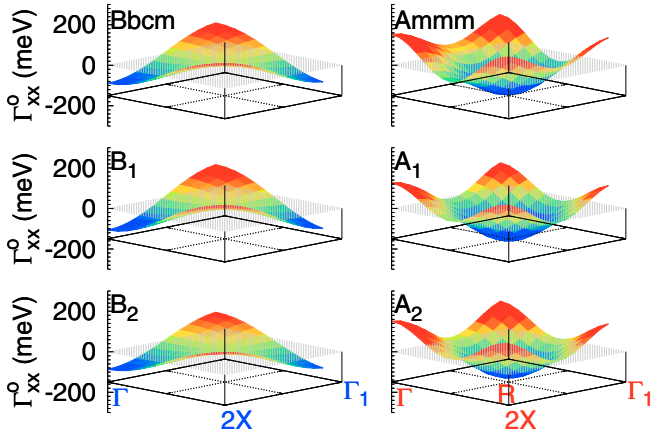 Bbcm
Ammm
Γ^o_xx (meV)
200
0
-200
B1
A1
Γ^o_xx (meV)
200
0
-200
B2
A2
Γ^o_xx (meV)
200
0
-200
Γ
2X
Γ1
Γ
R
2X
Γ1